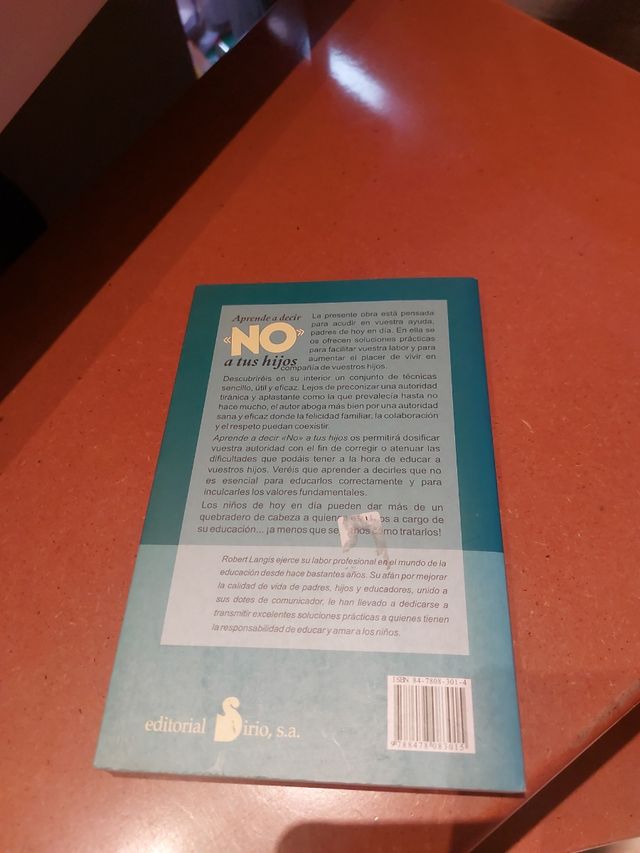 Aprende a decir
«NO»
a tus hijos
La presente obra está pensada
para acudir en vuestra ayuda,
padres de hoy en día. En ella se
os ofrecen soluciones prácticas
para facilitar vuestra labor y para
aumentar el placer de vivir en
compañía de vuestros hijos.
Descubriréis en su interior un conjunto de técnicas
sencillo, útil y eficaz. Lejos de preconizar una autoridad
tiránica y aplastante como la que prevalecía hasta no
hace mucho, el autor aboga más bien por una autoridad
sana y eficaz donde la felicidad familiar, la colaboración
y el respeto puedan coexistir.
Aprende a decir «No» a tus hijos os permitirá dosificar
vuestra autoridad con el fin de corregir o atenuar las
dificultades que podáis tener a la hora de educar a
vuestros hijos. Veréis que aprender a decirles que no
es esencial para educarlos correctamente y para
inculcarles los valores fundamentales.
Los niños de hoy en día pueden dar más de un
quebradero de cabeza a a cargo de
su educación... ¡a menos que cómo tratarlos!
Robert Langis ejerce su labor profesional en el mundo de la
educación desde hace bastantes años. Su afán por mejorar
la calidad de vida de padres, hijos y educadores, unido a
sus dotes de comunicador, le han llevado a dedicarse a
transmitir excelentes soluciones prácticas a quienes tienen
la responsabilidad de educar y amar a los niños.
ISBN 84-7808-301-4
9 788478 083015
editorial Sirio, s.a.